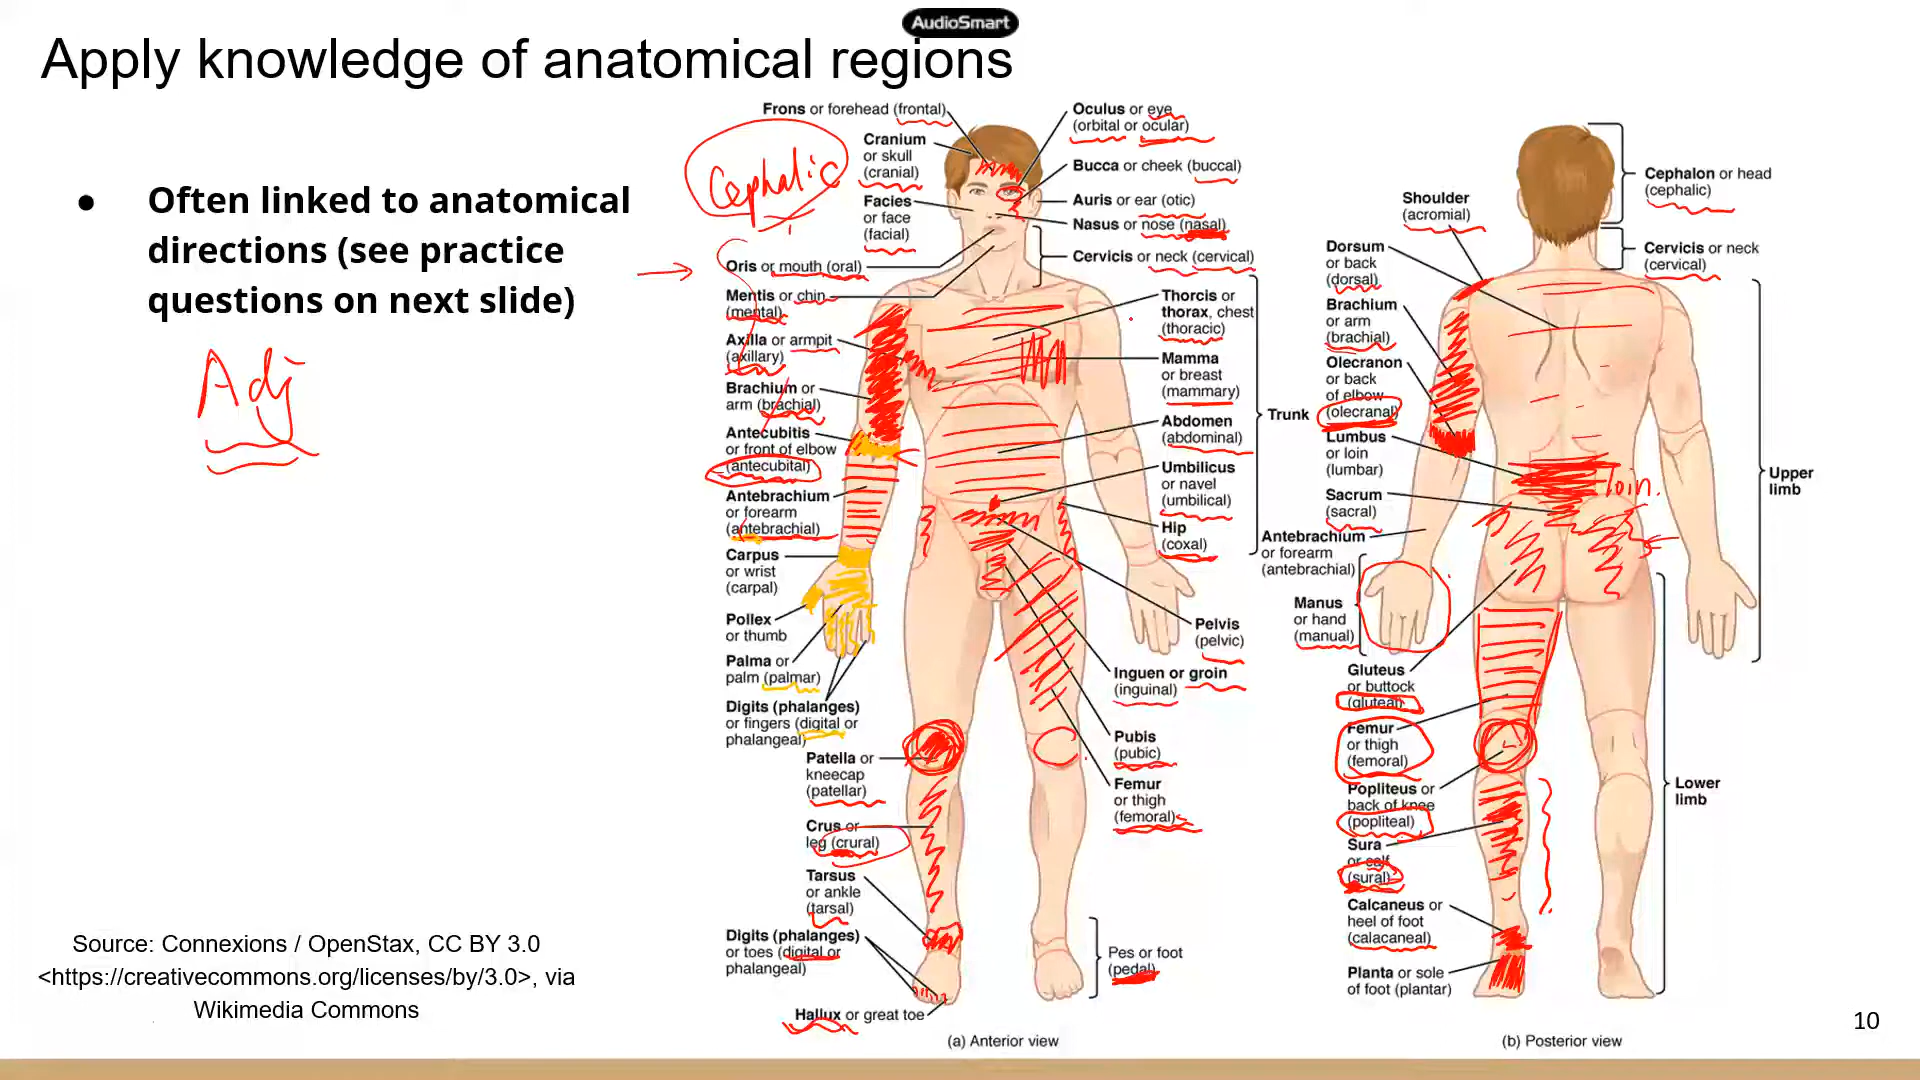 AudioSmart
Apply knowledge of anatomical regions
● Often linked to anatomical
directions (see practice
questions on next slide)
Adj
Cephalic
Frons or forehead (frontal)
Cranium
or skull
(cranial)
Facies
or face
(facial)
Oris or mouth (oral)
Mentis or chin
(mental)
Axilla or armpit
(axillary)
Brachium or
arm (brachial)
Antecubitis
or front of elbow
(antecubital)
Antebrachium
or forearm
(antebrachial)
Carpus
or wrist
(carpal)
Pollex
or thumb
Palma or
palm (palmar)
Digits (phalanges)
or fingers (digital or
phalangeal)
Patella or
kneecap
(patellar)
Crus or
leg (crural)
Tarsus
or ankle
(tarsal)
Digits (phalanges)
or toes (digital or
phalangeal)
Hallux or great toe
Oculus or eye
(orbital or ocular)
Bucca or cheek (buccal)
Auris or ear (otic)
Nasus or nose (nasal)
Cervicis or neck (cervical)
Thorcis or
thorax, chest
(thoracic)
Mamma
or breast
(mammary)
Abdomen
(abdominal)
Umbilicus
or navel
(umbilical)
Hip
(coxal)
Trunk
Pelvis
(pelvic)
Inguen or groin
(inguinal)
Pubis
(pubic)
Femur
or thigh
(femoral)
Pes or foot
(pedal)
(a) Anterior view
Shoulder
(acromial)
Dorsum
or back
(dorsal)
Brachium
or arm
(brachial)
Olecranon
or back
of elbow
(olecranal)
Lumbus
or loin
(lumbar)
Sacrum
(sacral)
Antebrachium
or forearm
(antebrachial)
Manus
or hand
(manual)
Gluteus
or buttock
(gluteal)
Femur
or thigh
(femoral)
Popliteus or
back of knee
(popliteal)
Sura
or calf
(sural)
Calcaneus or
heel of foot
(calacaneal)
Planta or sole
of foot (plantar)
loin.
Cephalon or head
(cephalic)
Cervicis or neck
(cervical)
Upper
limb
Lower
limb
(b) Posterior view
Source: Connexions / OpenStax, CC BY 3.0
<https://creativecommons.org/licenses/by/3.0>, via
Wikimedia Commons
10